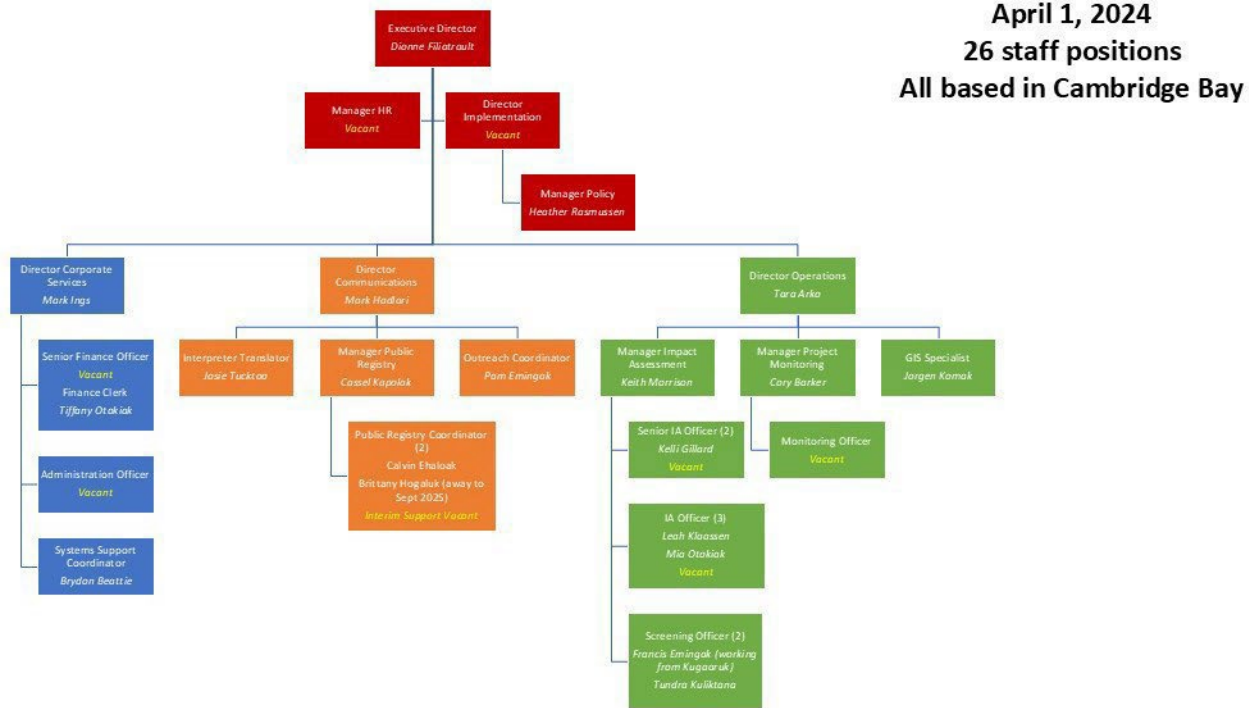 April 1, 2024
26 staff positions
All based in Cambridge Bay
Executive Director
Dionne Filiatrault
Manager HR
Vacant
Director
Implementation
Vacant
Manager Policy
Heather Rasmussen
Director Corporate
Services
Mark Ings
Senior Finance Officer
Vacant
Finance Clerk
Tiffany Otokiak
Administration Officer
Vacant
Systems Support
Coordinator
Brydon Beattie
Director
Communications
Mark Hadlari
Interpreter Translator
Josie Tucktoo
Manager Public
Registry
Cassel Kapolak
Outreach Coordinator
Pam Emingak
Public Registry Coordinator
(2)
Calvin Ehaloak
Brittany Hogaluk (away to
Sept 2025)
Interim Support Vacant
Director Operations
Tara Arko
Manager Impact
Assessment
Keith Morrison
Manager Project
Monitoring
Cory Barker
GIS Specialist
Jorgen Komak
Senior IA Officer (2)
Kelli Gillard
Vacant
Monitoring Officer
Vacant
IA Officer (3)
Leah Klaassen
Mia Otokiak
Vacant
Screening Officer (2)
Francis Emingak (working
from Kugaaruk)
Tundra Kuliktana